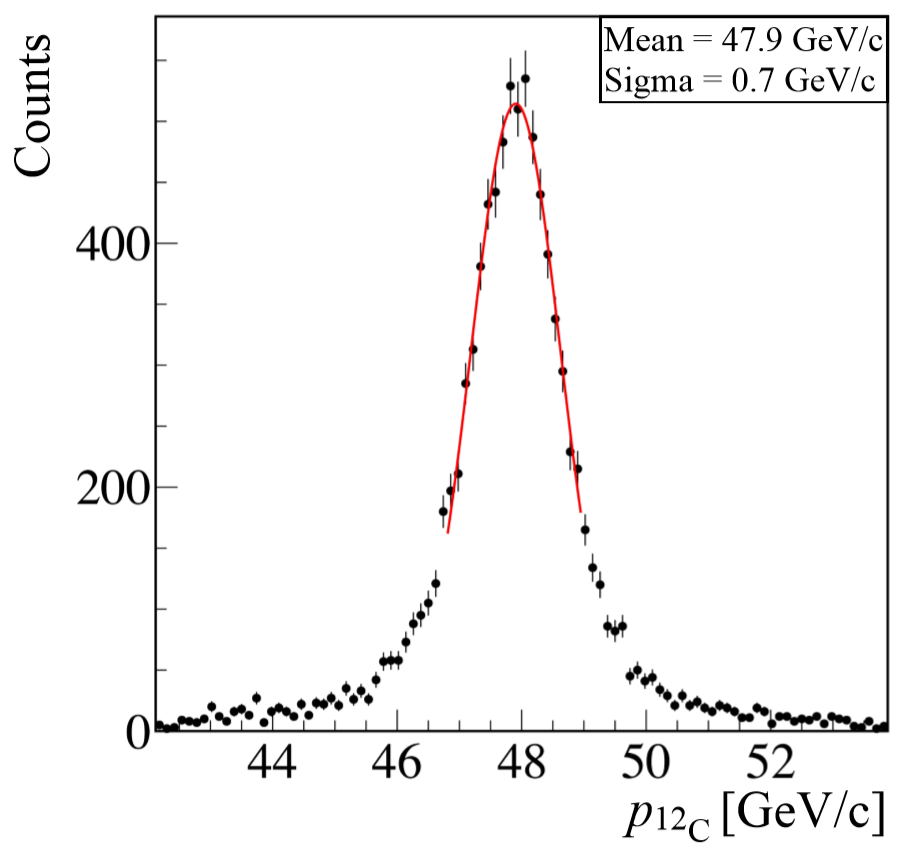 Counts
Mean = 47.9 GeV/c
Sigma = 0.7 GeV/c
400
200
0
44 46 48 50 52
p12C [GeV/c]